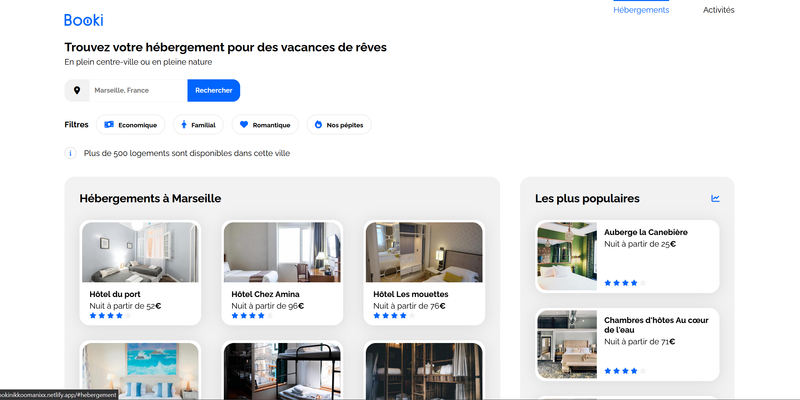 Booki
Hébergements
Activités
Trouvez votre hébergement pour des vacances de rêves
En plein centre-ville ou en pleine nature
Marseille, France
Rechercher
Filtres
Economique
Familial
Romantique
Nos pépites
Plus de 500 logements sont disponibles dans cette ville
Hébergements à Marseille
Hôtel du port
Nuit à partir de 52€
Hôtel Chez Amina
Nuit à partir de 96€
Hôtel Les mouettes
Nuit à partir de 76€
Les plus populaires
Auberge la Canebière
Nuit à partir de 25€
Chambres d'hôtes Au cœur
de l'eau
Nuit à partir de 71€
ookinikkoomanixx.netlify.app/#hebergement